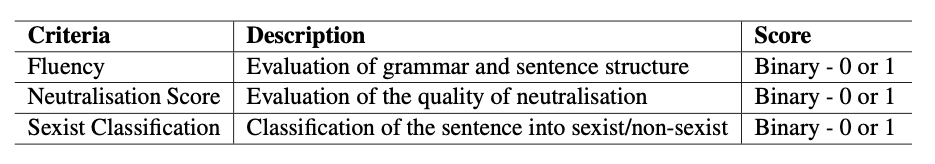 Criteria Description Score
Fluency Evaluation of grammar and sentence structure Binary - 0 or 1
Neutralisation Score Evaluation of the quality of neutralisation Binary - 0 or 1
Sexist Classification Classification of the sentence into sexist/non-sexist Binary - 0 or 1